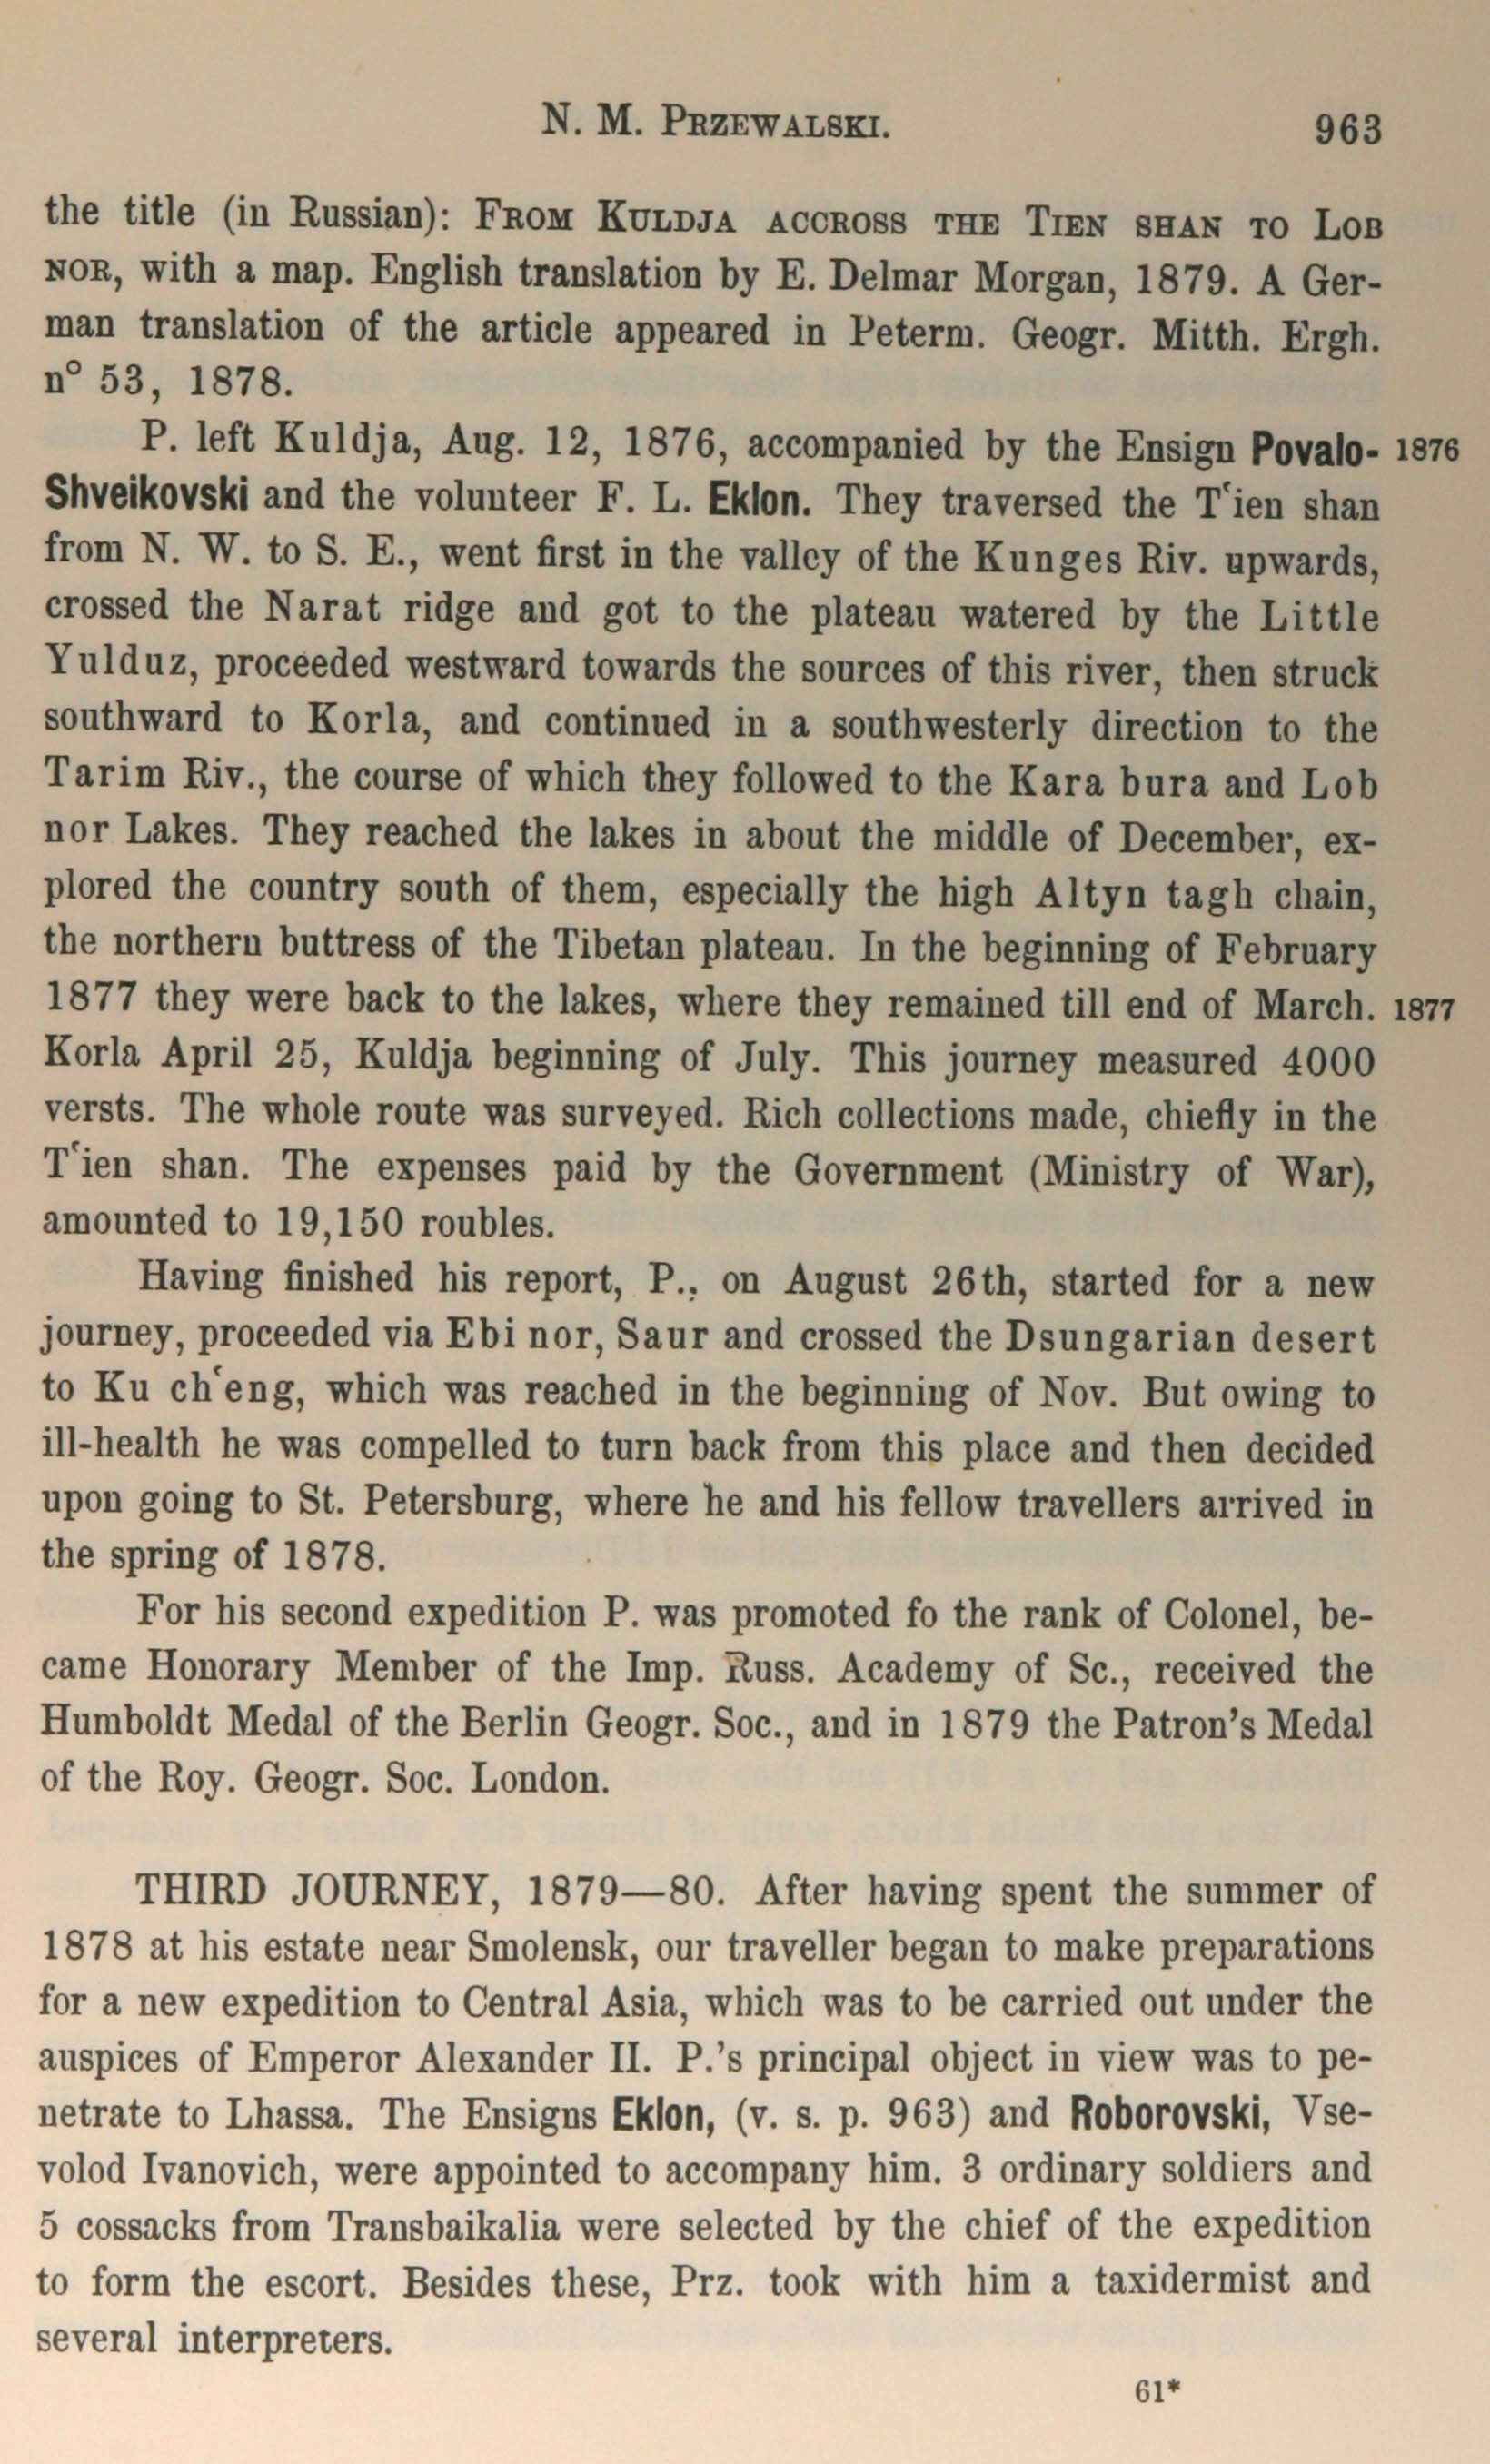 N. M. PRZEWALSKI. 963
the title (in Russian): FROM KULDJA ACCROSS THE TIEN SHAN TO LOB
NOR, with a map. English translation by E. Delmar Morgan, 1879. A Ger-
man translation of the article appeared in Peterm. Geogr. Mitth. Ergh.
n° 53, 1878.
P. left Kuldja, Aug. 12, 1876, accompanied by the Ensign Povalo- 1876
Shveikovski and the volunteer F. L. Eklon. They traversed the Tʽien shan
from N. W. to S. E., went first in the valley of the Kunges Riv. upwards,
crossed the Narat ridge and got to the plateau watered by the Little
Yulduz, proceeded westward towards the sources of this river, then struck
southward to Korla, and continued in a southwesterly direction to the
Tarim Riv., the course of which they followed to the Kara bura and Lob
nor Lakes. They reached the lakes in about the middle of December, ex-
plored the country south of them, especially the high Altyn tagh chain,
the northern buttress of the Tibetan plateau. In the beginning of February
1877 they were back to the lakes, where they remained till end of March. 1877
Korla April 25, Kuldja beginning of July. This journey measured 4000
versts. The whole route was surveyed. Rich collections made, chiefly in the
Tʽien shan. The expenses paid by the Government (Ministry of War),
amounted to 19,150 roubles.
Having finished his report, P., on August 26th, started for a new
journey, proceeded via Ebi nor, Saur and crossed the Dsungarian desert
to Ku chʽeng, which was reached in the beginning of Nov. But owing to
ill-health he was compelled to turn back from this place and then decided
upon going to St. Petersburg, where he and his fellow travellers arrived in
the spring of 1878.
For his second expedition P. was promoted fo the rank of Colonel, be-
came Honorary Member of the Imp. Russ. Academy of Sc., received the
Humboldt Medal of the Berlin Geogr. Soc., and in 1879 the Patron's Medal
of the Roy. Geogr. Soc. London.
THIRD JOURNEY, 1879—80. After having spent the summer of
1878 at his estate near Smolensk, our traveller began to make preparations
for a new expedition to Central Asia, which was to be carried out under the
auspices of Emperor Alexander II. P.'s principal object in view was to pe-
netrate to Lhassa. The Ensigns Eklon, (v. s. p. 963) and Roborovski, Vse-
volod Ivanovich, were appointed to accompany him. 3 ordinary soldiers and
5 cossacks from Transbaikalia were selected by the chief of the expedition
to form the escort. Besides these, Prz. took with him a taxidermist and
several interpreters.
61*